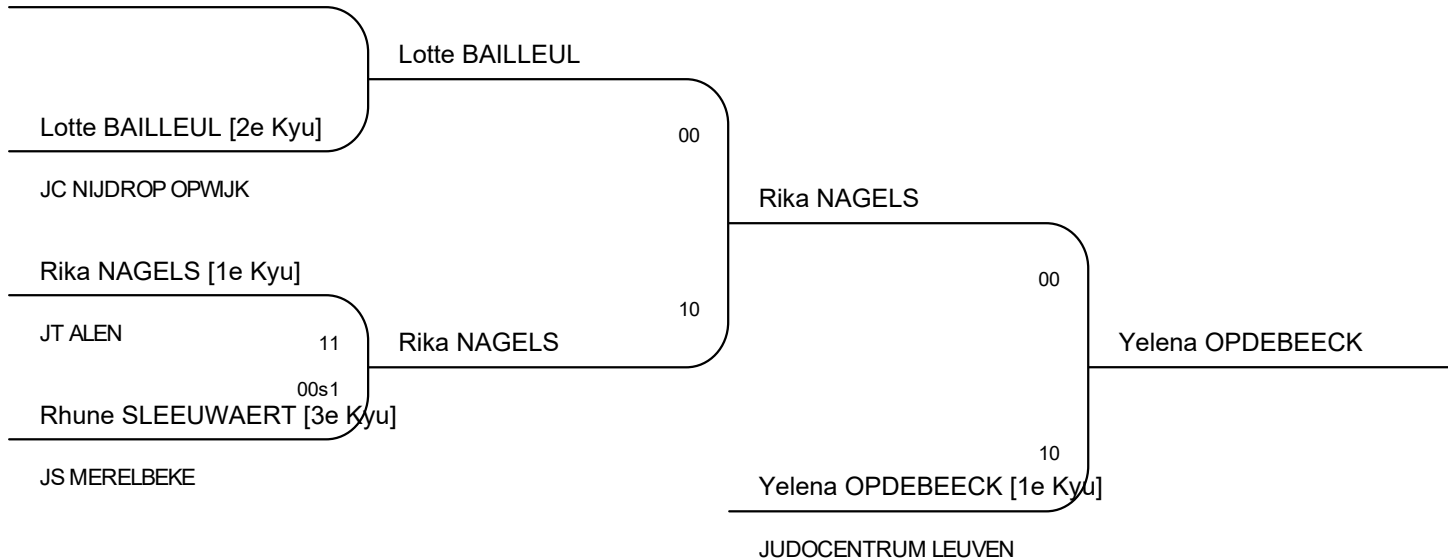 Lotte BAILLEUL
Lotte BAILLEUL [2e Kyu]
00
JC NIJDROP OPWIJK
Rika NAGELS
Rika NAGELS [1e Kyu]
00
10
JT ALEN
11
Rika NAGELS
Yelena OPDEBEECK
00s1
Rhune SLEEUWAERT [3e Kyu]
10
JS MERELBEKE
Yelena OPDEBEECK [1e Kyu]
JUDOCENTRUM LEUVEN